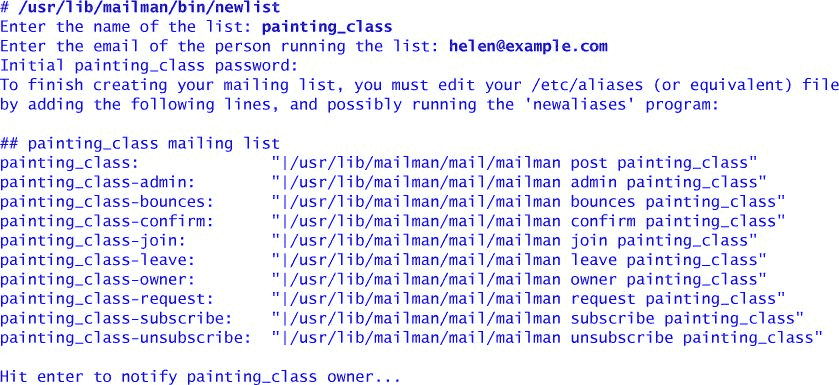 # /usr/lib/mailman/bin/newlist
Enter the name of the list: painting_class
Enter the email of the person running the list: helen@example.com
Initial painting_class password:
To finish creating your mailing list, you must edit your /etc/aliases (or equivalent) file
by adding the following lines, and possibly running the 'newaliases' program:

## painting_class mailing list
painting_class:              "|/usr/lib/mailman/mail/mailman post painting_class"
painting_class-admin:        "|/usr/lib/mailman/mail/mailman admin painting_class"
painting_class-bounces:      "|/usr/lib/mailman/mail/mailman bounces painting_class"
painting_class-confirm:      "|/usr/lib/mailman/mail/mailman confirm painting_class"
painting_class-join:         "|/usr/lib/mailman/mail/mailman join painting_class"
painting_class-leave:        "|/usr/lib/mailman/mail/mailman leave painting_class"
painting_class-owner:        "|/usr/lib/mailman/mail/mailman owner painting_class"
painting_class-request:      "|/usr/lib/mailman/mail/mailman request painting_class"
painting_class-subscribe:    "|/usr/lib/mailman/mail/mailman subscribe painting_class"
painting_class-unsubscribe:  "|/usr/lib/mailman/mail/mailman unsubscribe painting_class"

Hit enter to notify painting_class owner...